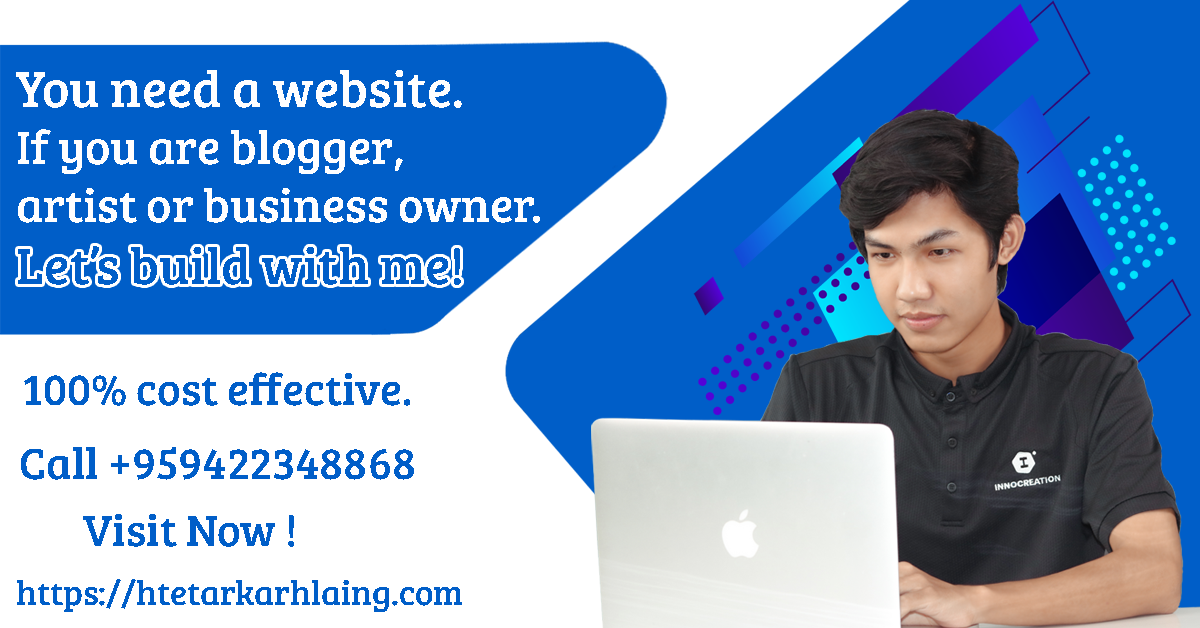 You need a website.
If you are blogger,
artist or business owner.
Let's build with me!
100% cost effective.
Call +959422348868
Visit Now !
https://htetarkarhlaing.com
I
INNOCREATION